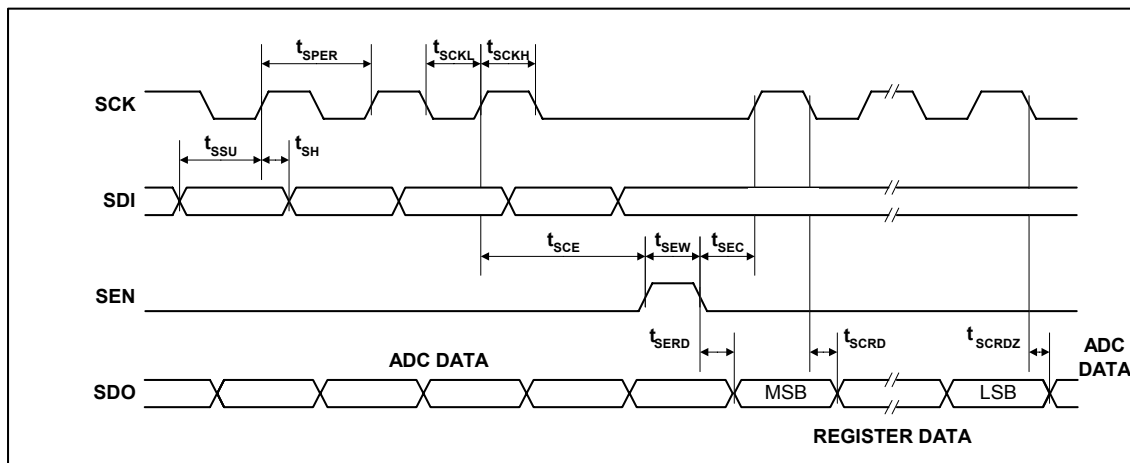 tSPER tSCKL tSCKH
SCK
tSSU tSH
SDI
tSCE tSEW tSEC
SEN
tSERD tSCRD tSCRDZ
ADC DATA
ADC DATA
SDO MSB LSB
REGISTER DATA